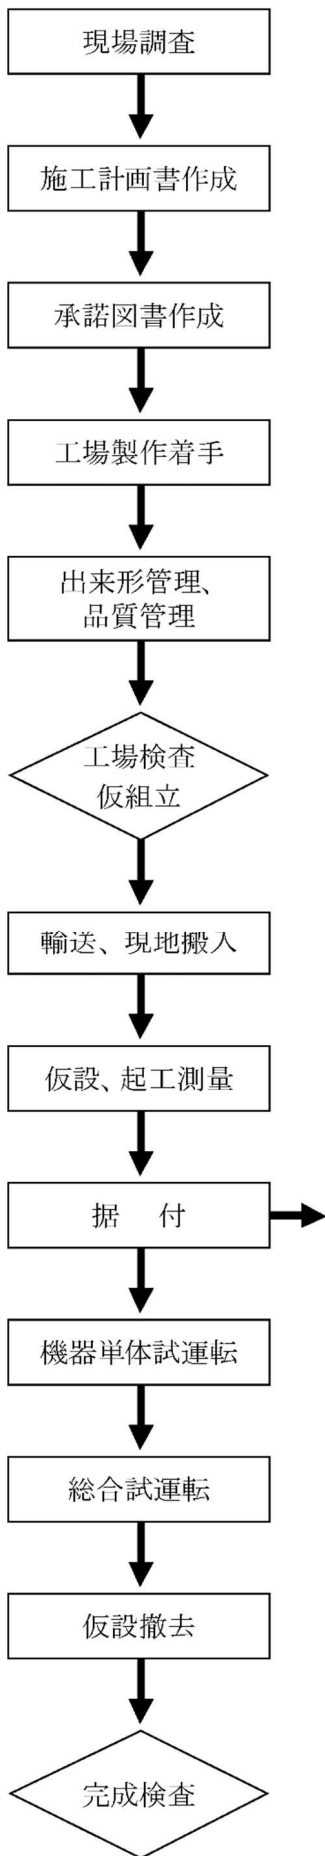 現場調査
施工計画書作成
承諾図書作成
工場製作着手
出来形管理、
品質管理
工場検査
仮組立
輸送、現地搬入
仮設、起工測量
据　付
機器単体試運転
総合試運転
仮設撤去
完成検査